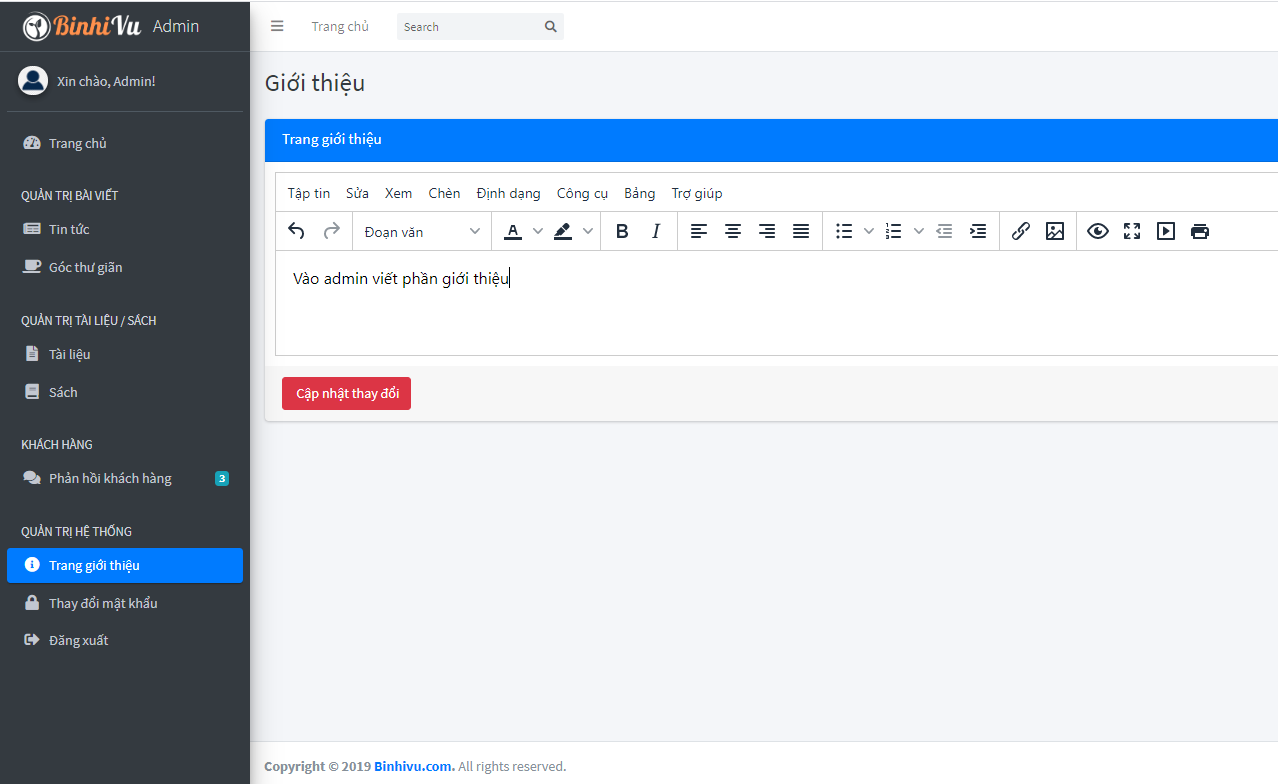 BinhiVu Admin
Trang chủ
Search
Xin chào, Admin!
Trang chủ
QUẢN TRỊ BÀI VIẾT
Tin tức
Góc thư giãn
QUẢN TRỊ TÀI LIỆU / SÁCH
Tài liệu
Sách
KHÁCH HÀNG
Phản hồi khách hàng 3
QUẢN TRỊ HỆ THỐNG
Trang giới thiệu
Thay đổi mật khẩu
Đăng xuất
Giới thiệu
Trang giới thiệu
Tập tin Sửa Xem Chèn Định dạng Công cụ Bảng Trợ giúp
Đoạn văn A B I
Vào admin viết phần giới thiệu
Cập nhật thay đổi
Copyright © 2019 Binhivu.com. All rights reserved.